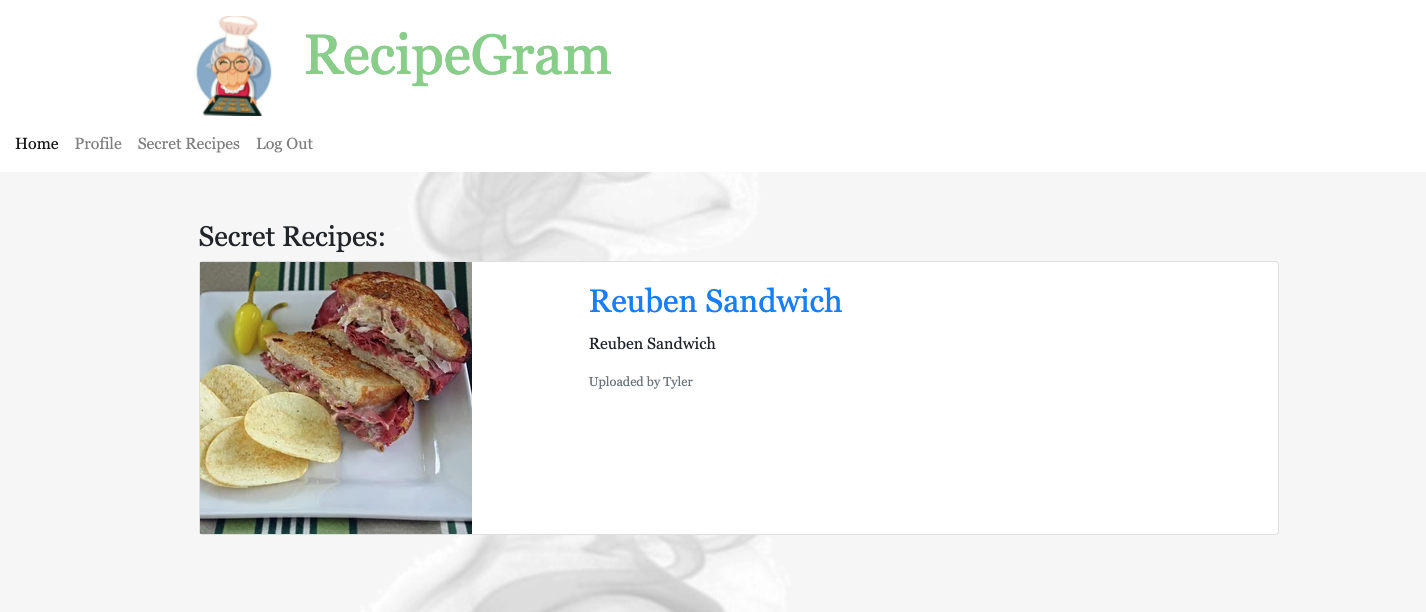 RecipeGram
Home Profile Secret Recipes Log Out
Secret Recipes:
Reuben Sandwich
Reuben Sandwich
Uploaded by Tyler